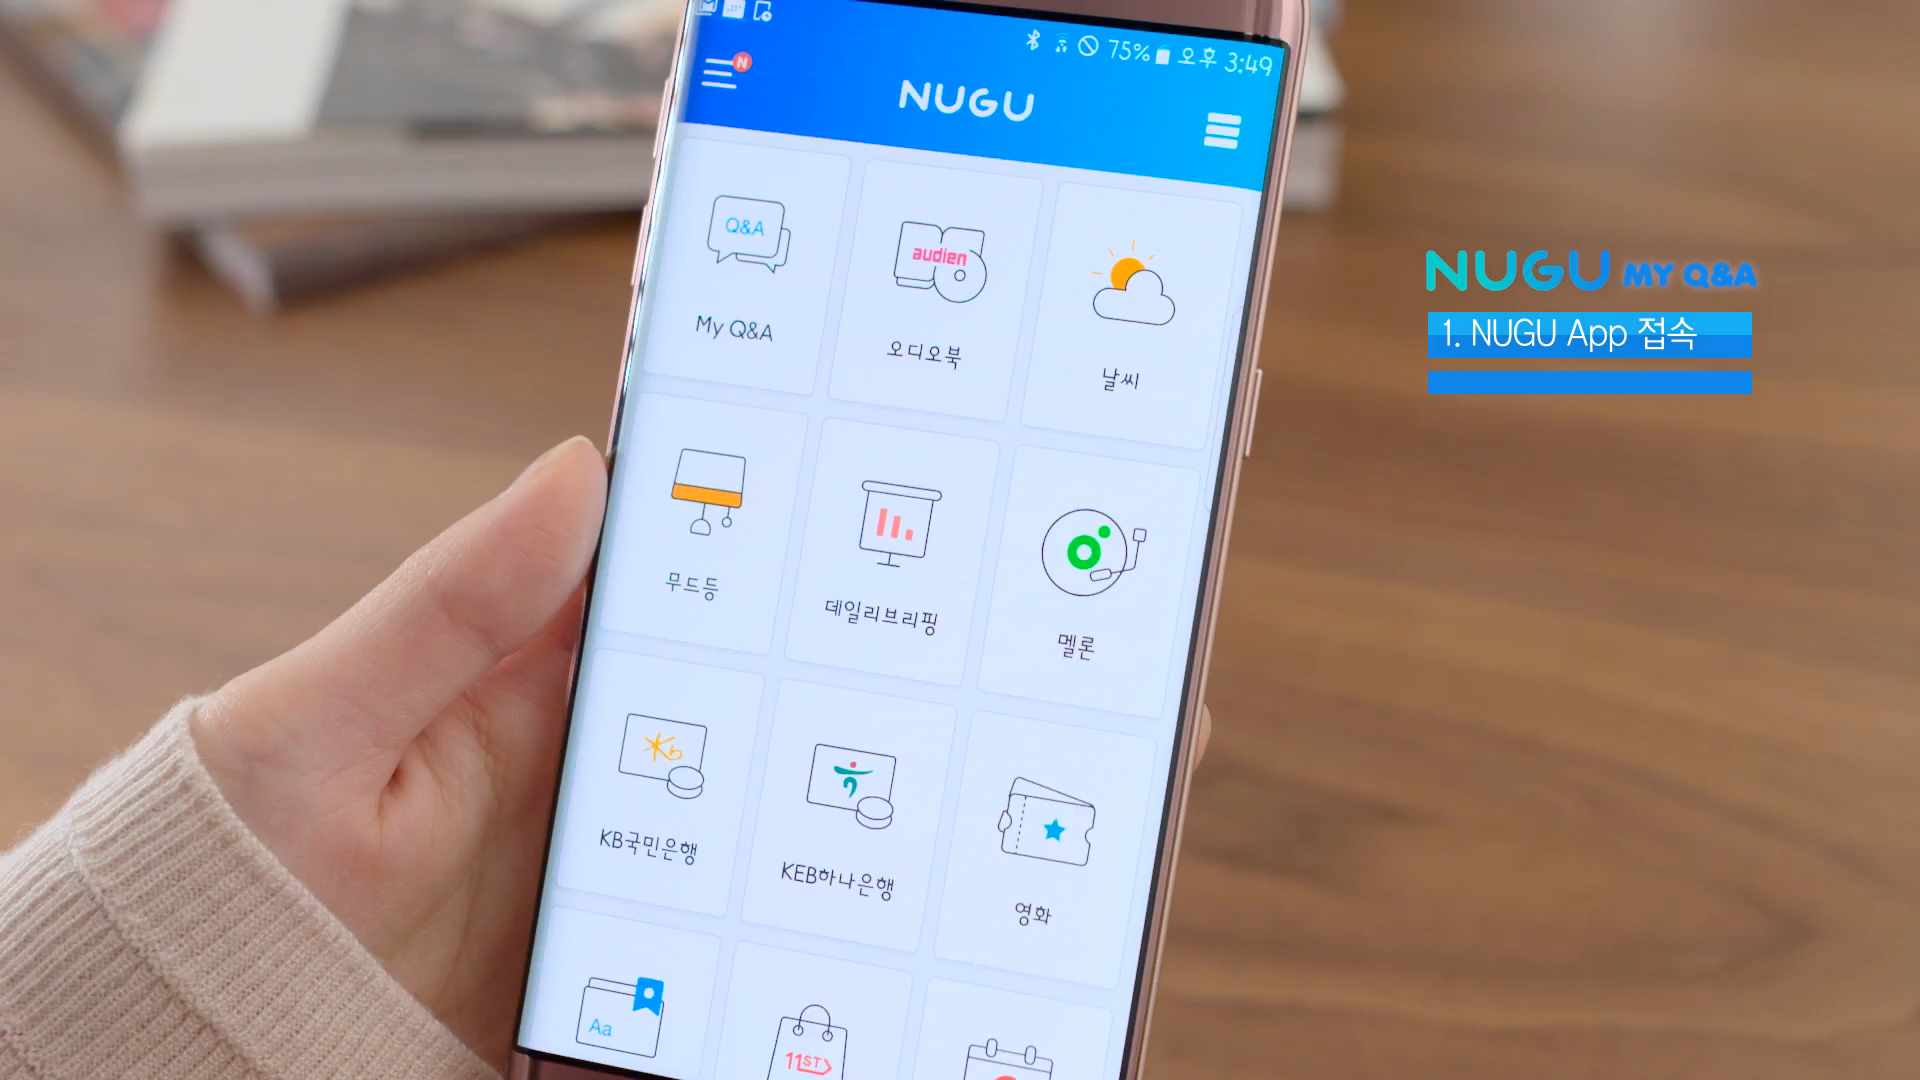 75% 오후 3:49
N
NUGU
Q&A
My Q&A
audien
오디오북
날씨
무드등
데일리브리핑
멜론
Kb
KB국민은행
KEB하나은행
영화
Aa
11ST
NUGU MY Q&A
1. NUGU App 접속